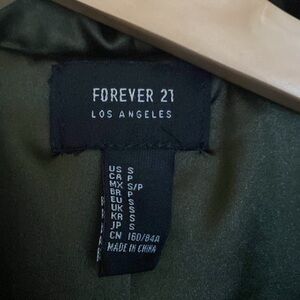 FOREVER 21
LOS ANGELES
US S
CA P
MX S/P
BR P
EU S
UK S
KR S
JP S
CN 160/84A
MADE IN CHINA